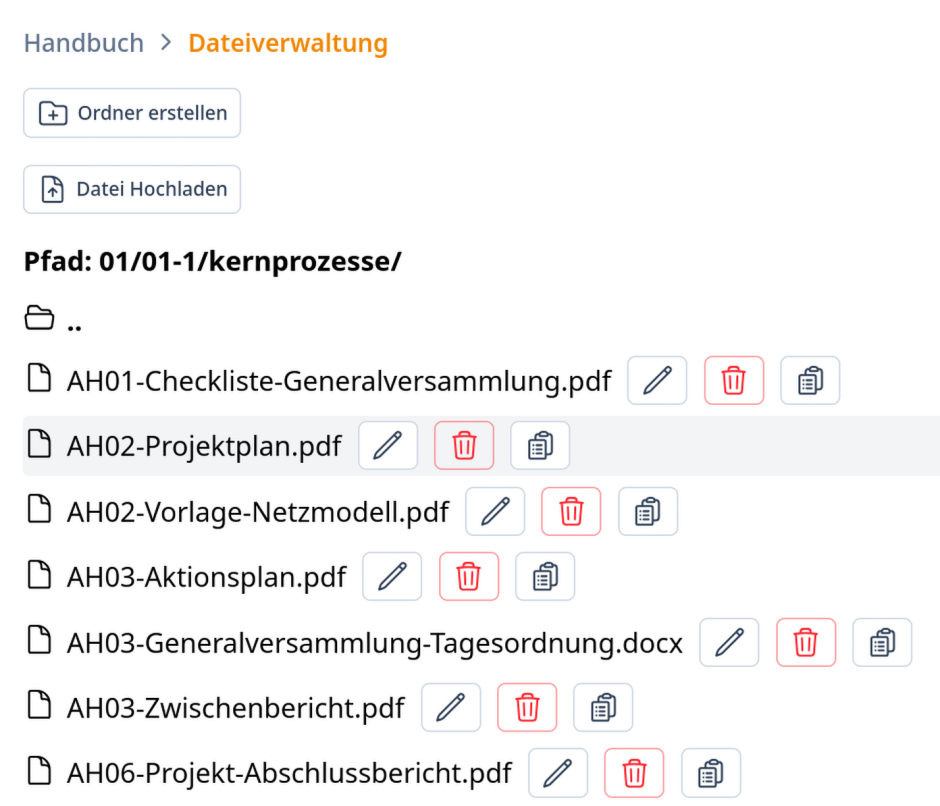 Handbuch > Dateiverwaltung
Ordner erstellen
Datei Hochladen
Pfad: 01/01-1/kernprozesse/
..
AH01-Checkliste-Generalversammlung.pdf
AH02-Projektplan.pdf
AH02-Vorlage-Netzmodell.pdf
AH03-Aktionsplan.pdf
AH03-Generalversammlung-Tagesordnung.docx
AH03-Zwischenbericht.pdf
AH06-Projekt-Abschlussbericht.pdf